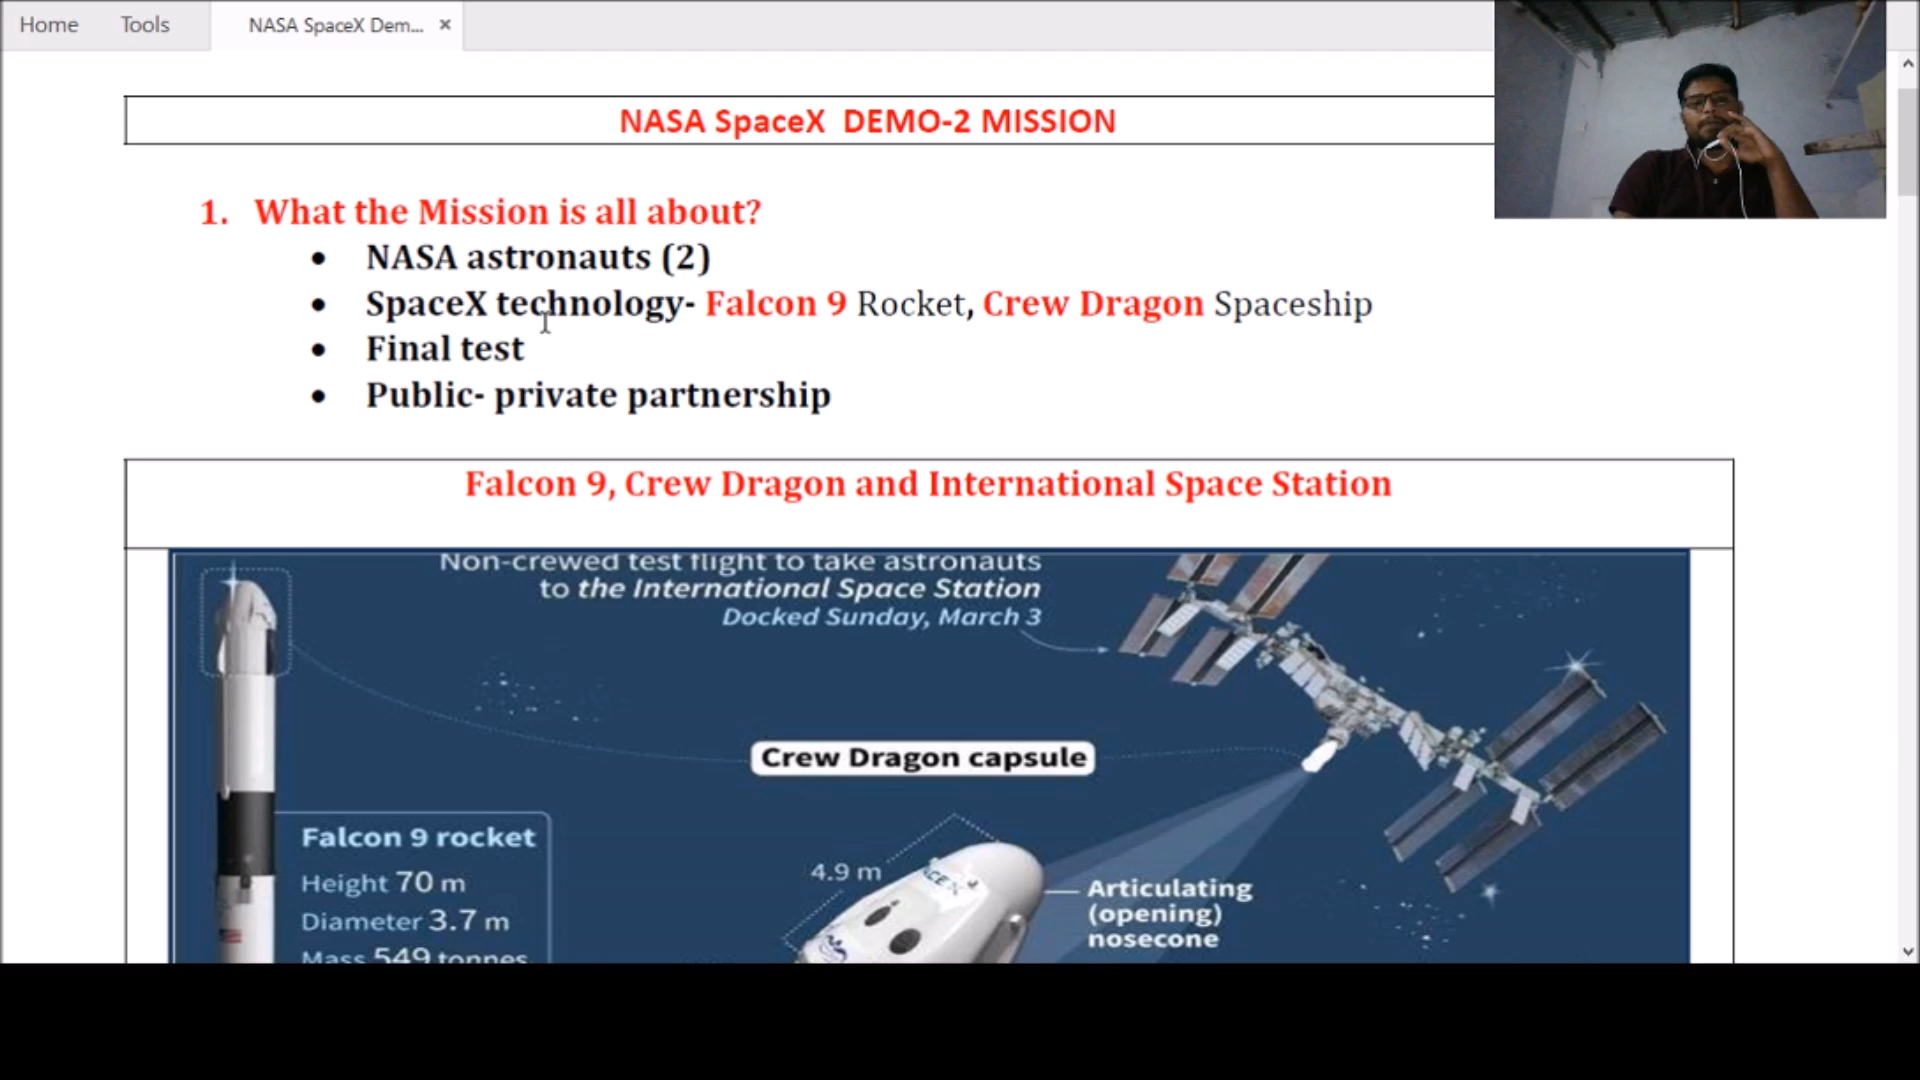 Home Tools NASA SpaceX Dem... ×
NASA SpaceX DEMO-2 MISSION
1. What the Mission is all about?
• NASA astronauts (2)
• SpaceX technology- Falcon 9 Rocket, Crew Dragon Spaceship
• Final test
• Public- private partnership
Falcon 9, Crew Dragon and International Space Station
Non-crewed test flight to take astronauts
to the International Space Station
Docked Sunday, March 3
Crew Dragon capsule
Falcon 9 rocket
Height 70 m
Diameter 3.7 m
Mass 549 tonnes
4.9 m
Articulating
(opening)
nosecone